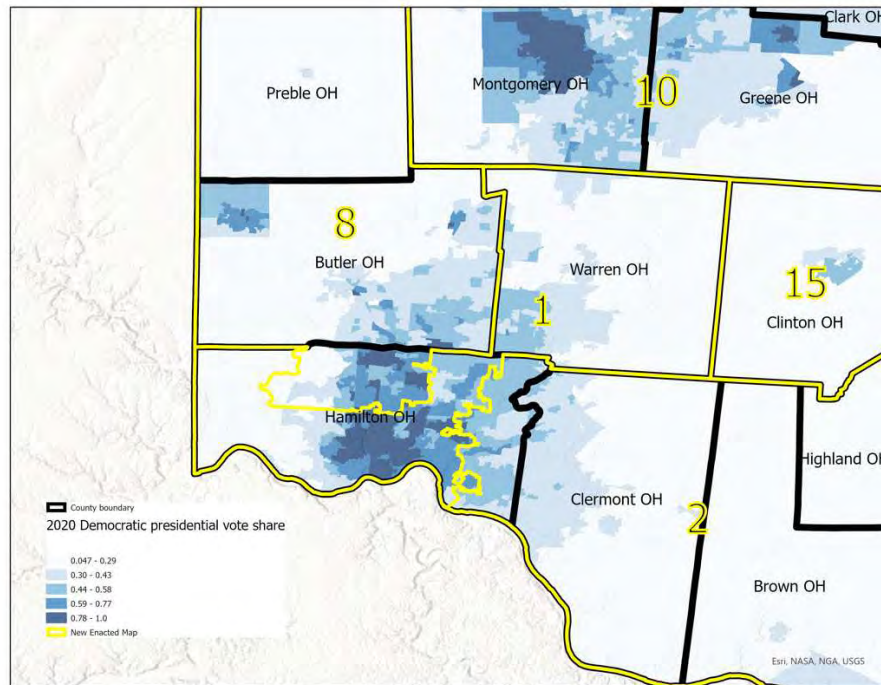 Clark OH
Preble OH
Montgomery OH
10
Greene OH
8
Butler OH
Warren OH
15
1
Clinton OH
Hamilton OH
Highland OH
Clermont OH
2
Brown OH
County boundary
2020 Democratic presidential vote share
0.047 - 0.29
0.30 - 0.43
0.44 - 0.58
0.59 - 0.77
0.78 - 1.0
New Enacted Map
Esri, NASA, NGA, USGS